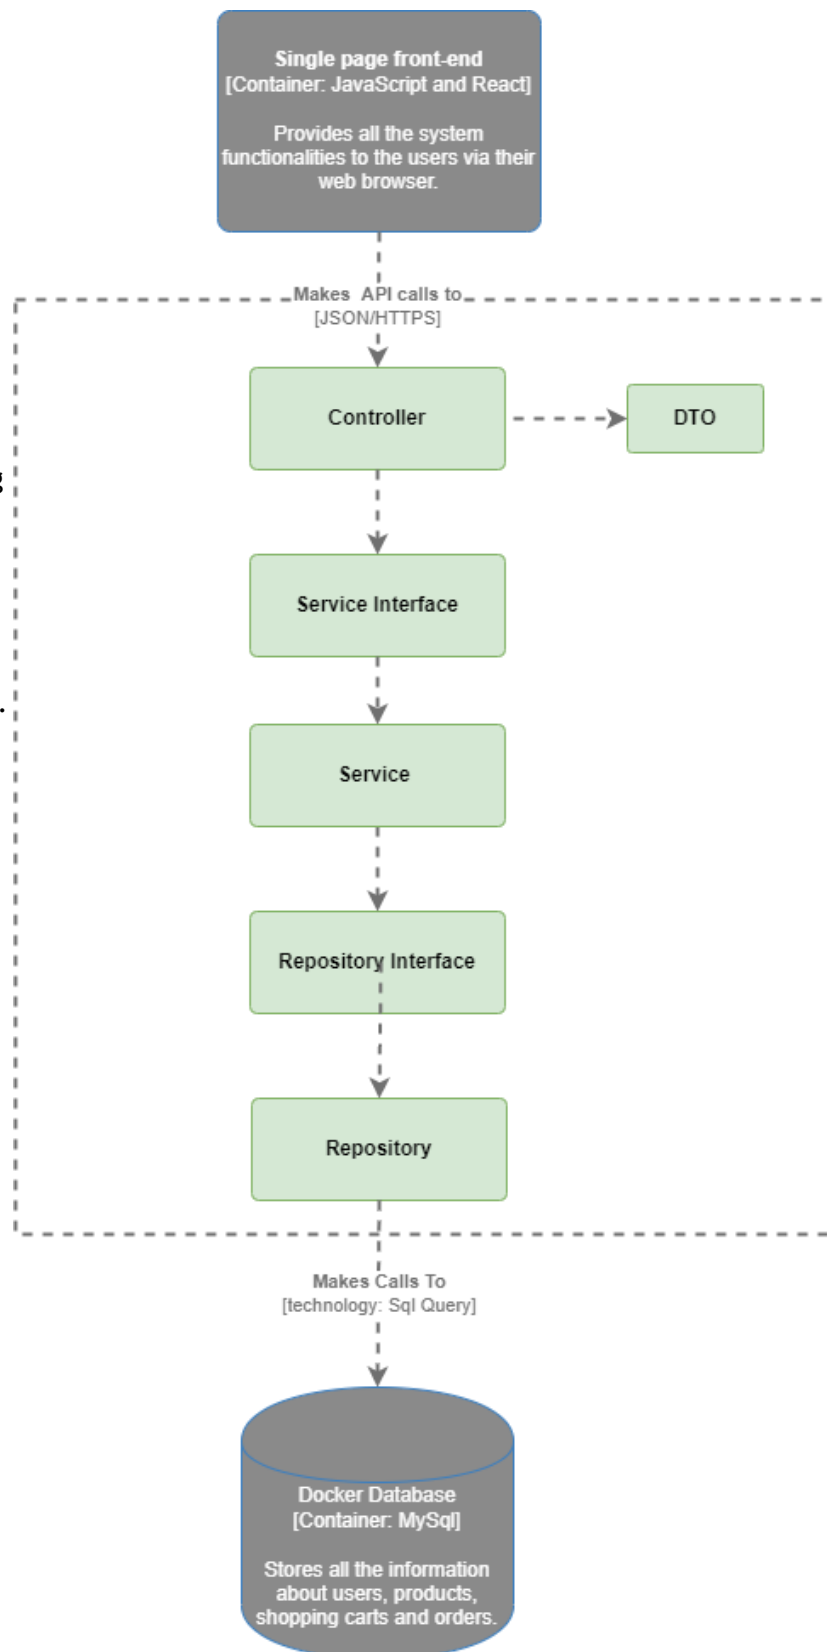 Single page front-end
[Container: JavaScript and React]
Provides all the system
functionalities to the users via their
web browser.
Makes API calls to
[JSON/HTTPS]
Controller
DTO
g
Service Interface
.
Service
Repository Interface
Repository
Makes Calls To
[technology: Sql Query]
Docker Database
[Container: MySql]
Stores all the information
about users, products,
shopping carts and orders.